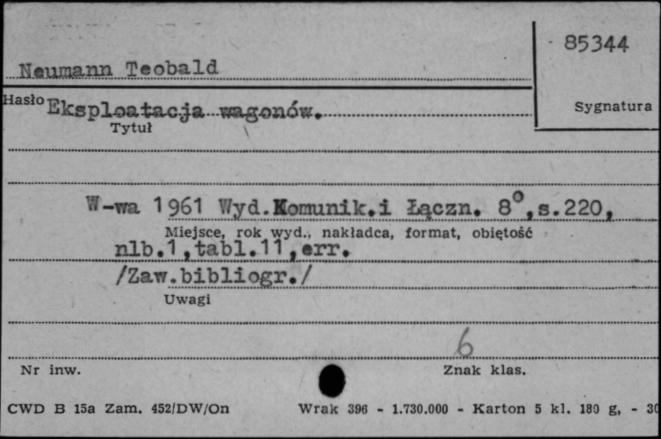 85344
Neumann Teobald
Hasło Eksploatacja wagonów.
Sygnatura
Tytuł
W-wa 1961 Wyd.Komunik.i Łączn. 8°,s.220,
Miejsce, rok wyd., nakładca, format, obiętość
nlb.1,tabl.11,err.
/Zaw.bibliogr./
Uwagi
6
Nr inw.
Znak klas.
CWD B 15a Zam. 452/DW/On Wrak 396 - 1.730.000 - Karton 5 kl. 180 g, - 30